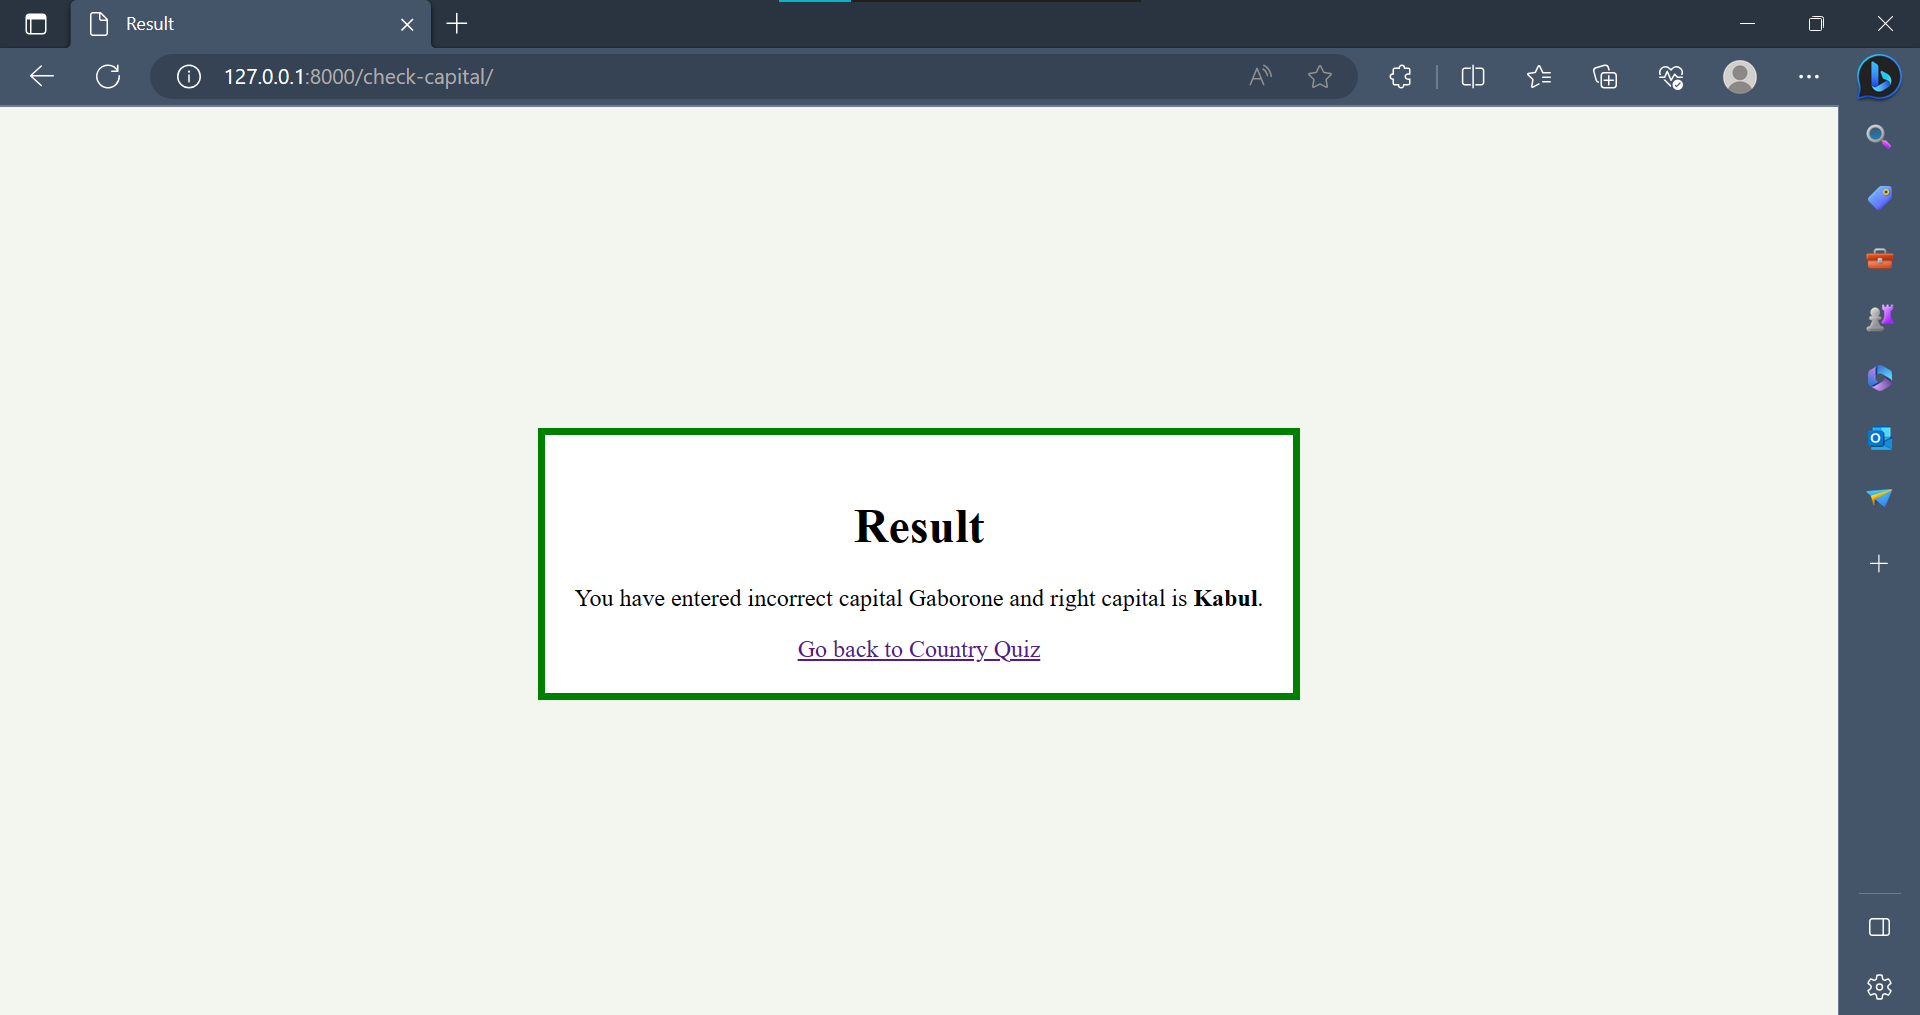 Result
127.0.0.1:8000/check-capital/
Result
You have entered incorrect capital Gaborone and right capital is Kabul.
Go back to Country Quiz